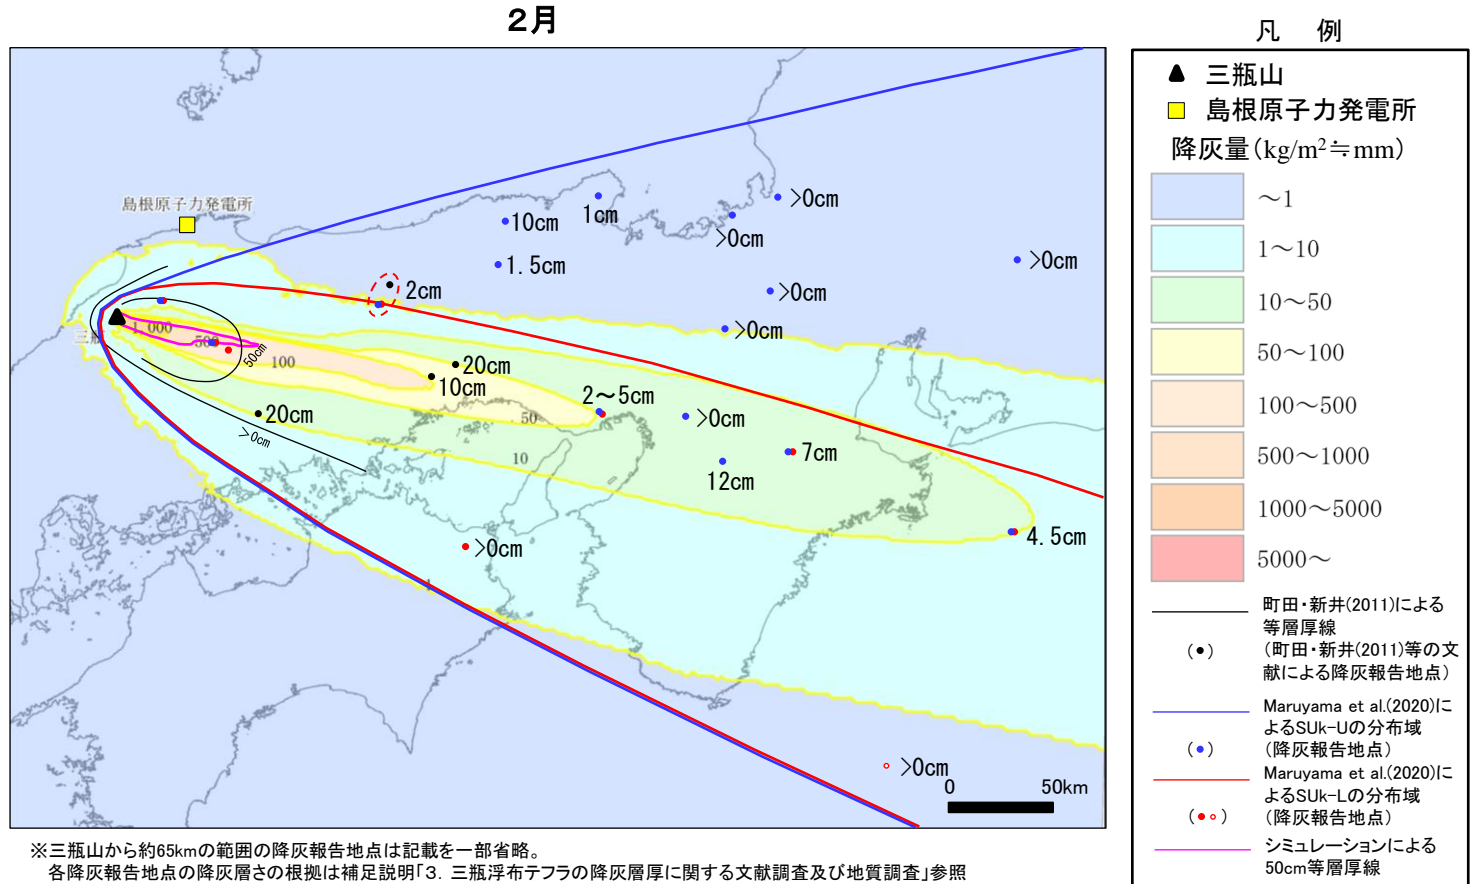 2月
島根原子力発電所
>0cm
1cm
10cm
>0cm
1.5cm
>0cm
2cm
>0cm
>0cm
三瓶
1,000
500
50cm
100
20cm
10cm
2～5cm
>0cm
20cm
50
>0cm
7cm
10
12cm
4.5cm
>0cm
1
>0cm
0 50km
※三瓶山から約65kmの範囲の降灰報告地点は記載を一部省略。
各降灰報告地点の降灰層さの根拠は補足説明「3. 三瓶浮布テフラの降灰層厚に関する文献調査及び地質調査」参照
凡 例
三瓶山
島根原子力発電所
降灰量(kg/m²≒mm)
～1
1～10
10～50
50～100
100～500
500～1000
1000～5000
5000～
町田・新井(2011)による
等層厚線
(●) (町田・新井(2011)等の文
献による降灰報告地点)
Maruyama et al.(2020)に
よるSUk-Uの分布域
(●) (降灰報告地点)
Maruyama et al.(2020)に
よるSUk-Lの分布域
(●○) (降灰報告地点)
シミュレーションによる
50cm等層厚線